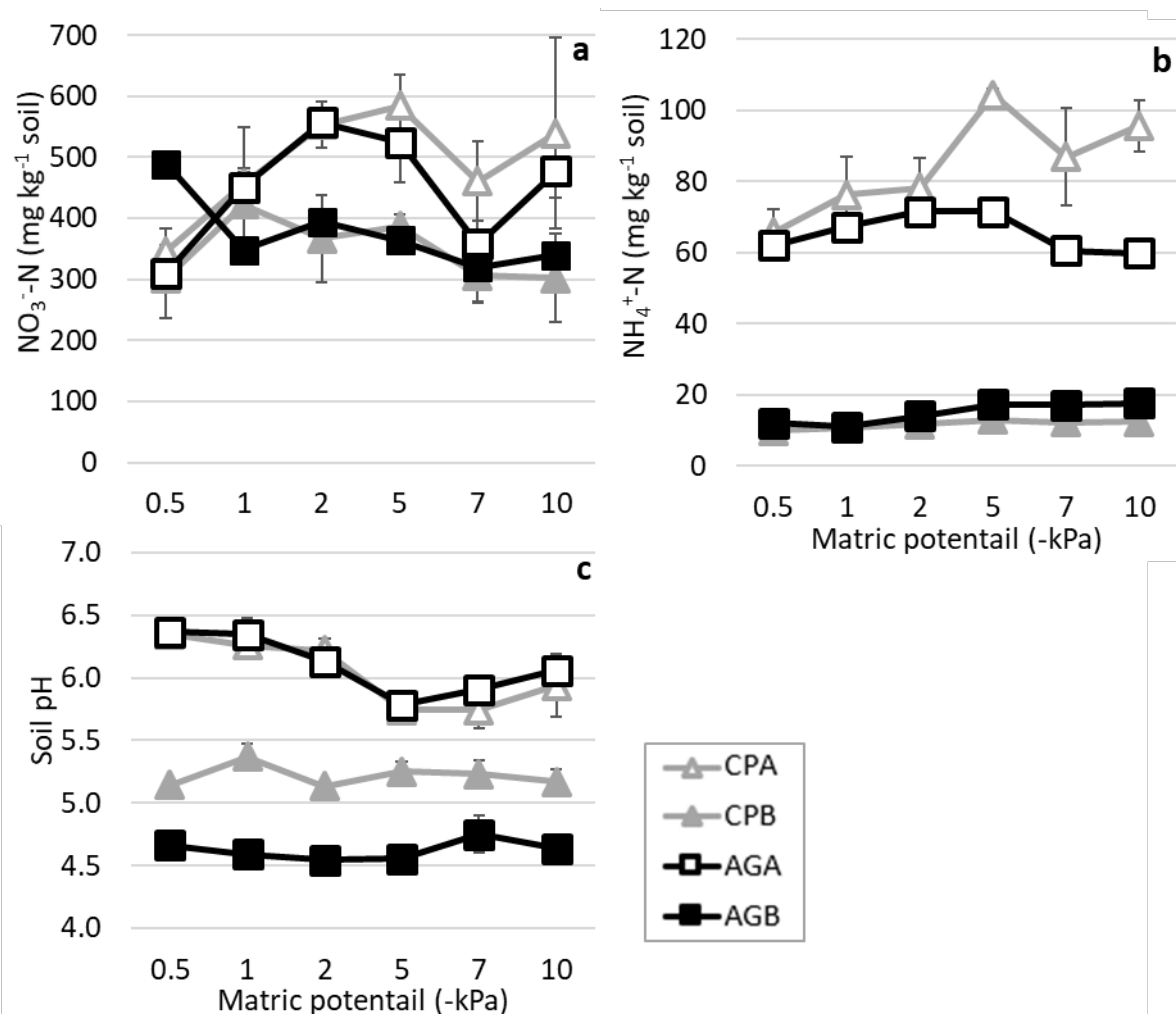 a
NO₃⁻-N (mg kg⁻¹ soil)
700
600
500
400
300
200
100
0
0.5 1 2 5 7 10
b
NH₄⁺-N (mg kg⁻¹ soil)
120
100
80
60
40
20
0
0.5 1 2 5 7 10
Matric potentail (-kPa)
c
Soil pH
7.0
6.5
6.0
5.5
5.0
4.5
4.0
0.5 1 2 5 7 10
Matric potentail (-kPa)
CPA
CPB
AGA
AGB